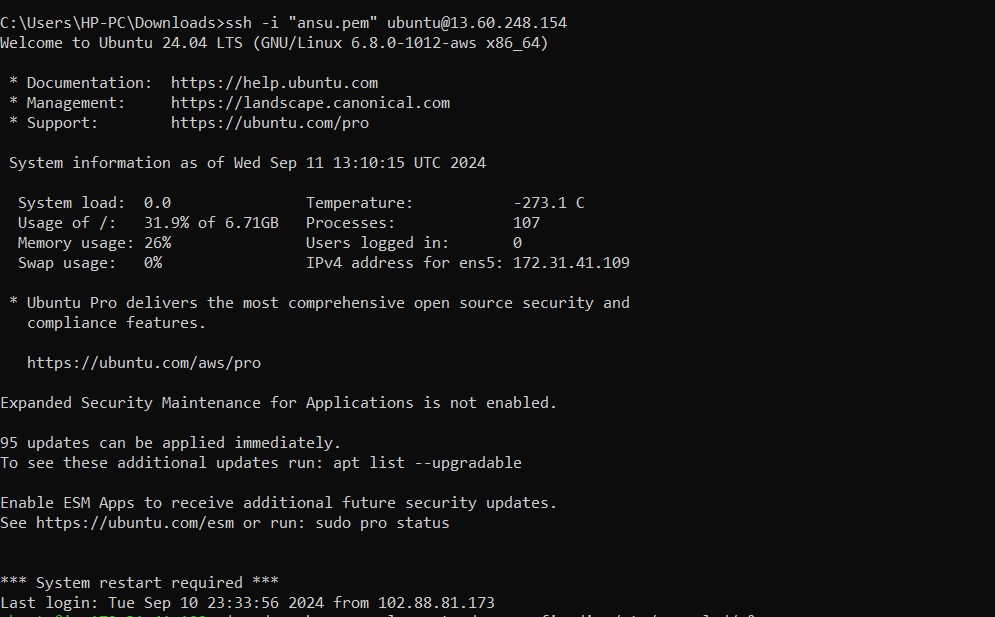 C:\Users\HP-PC\Downloads>ssh -i "ansu.pem" ubuntu@13.60.248.154
Welcome to Ubuntu 24.04 LTS (GNU/Linux 6.8.0-1012-aws x86_64)
* Documentation: https://help.ubuntu.com
* Management: https://landscape.canonical.com
* Support: https://ubuntu.com/pro
System information as of Wed Sep 11 13:10:15 UTC 2024
System load: 0.0 Temperature: -273.1 C
Usage of /: 31.9% of 6.71GB Processes: 107
Memory usage: 26% Users logged in: 0
Swap usage: 0% IPv4 address for ens5: 172.31.41.109
* Ubuntu Pro delivers the most comprehensive open source security and
compliance features.
https://ubuntu.com/aws/pro
Expanded Security Maintenance for Applications is not enabled.
95 updates can be applied immediately.
To see these additional updates run: apt list --upgradable
Enable ESM Apps to receive additional future security updates.
See https://ubuntu.com/esm or run: sudo pro status
*** System restart required ***
Last login: Tue Sep 10 23:33:56 2024 from 102.88.81.173